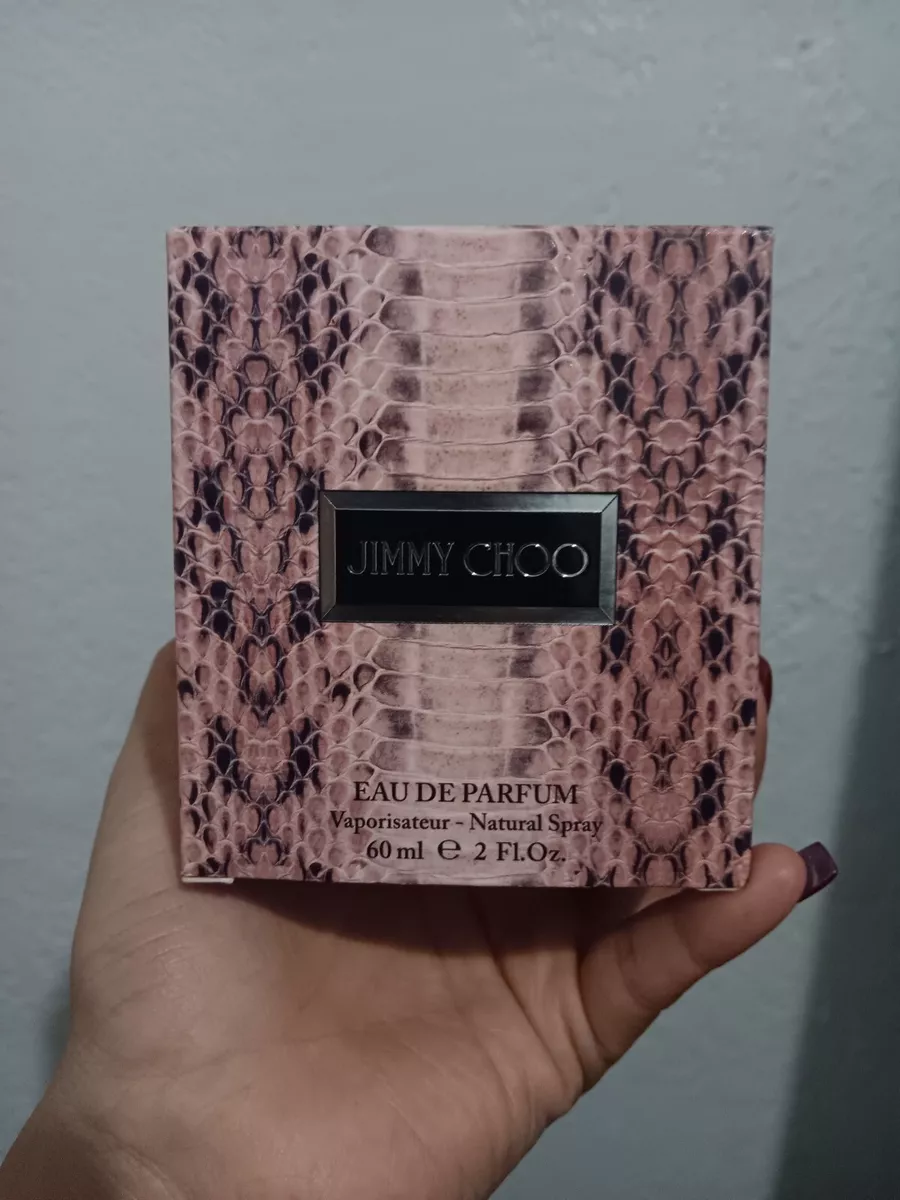 JIMMY CHOO
EAU DE PARFUM
Vaporisateur - Natural Spray
60 ml ℮ 2 Fl.Oz.